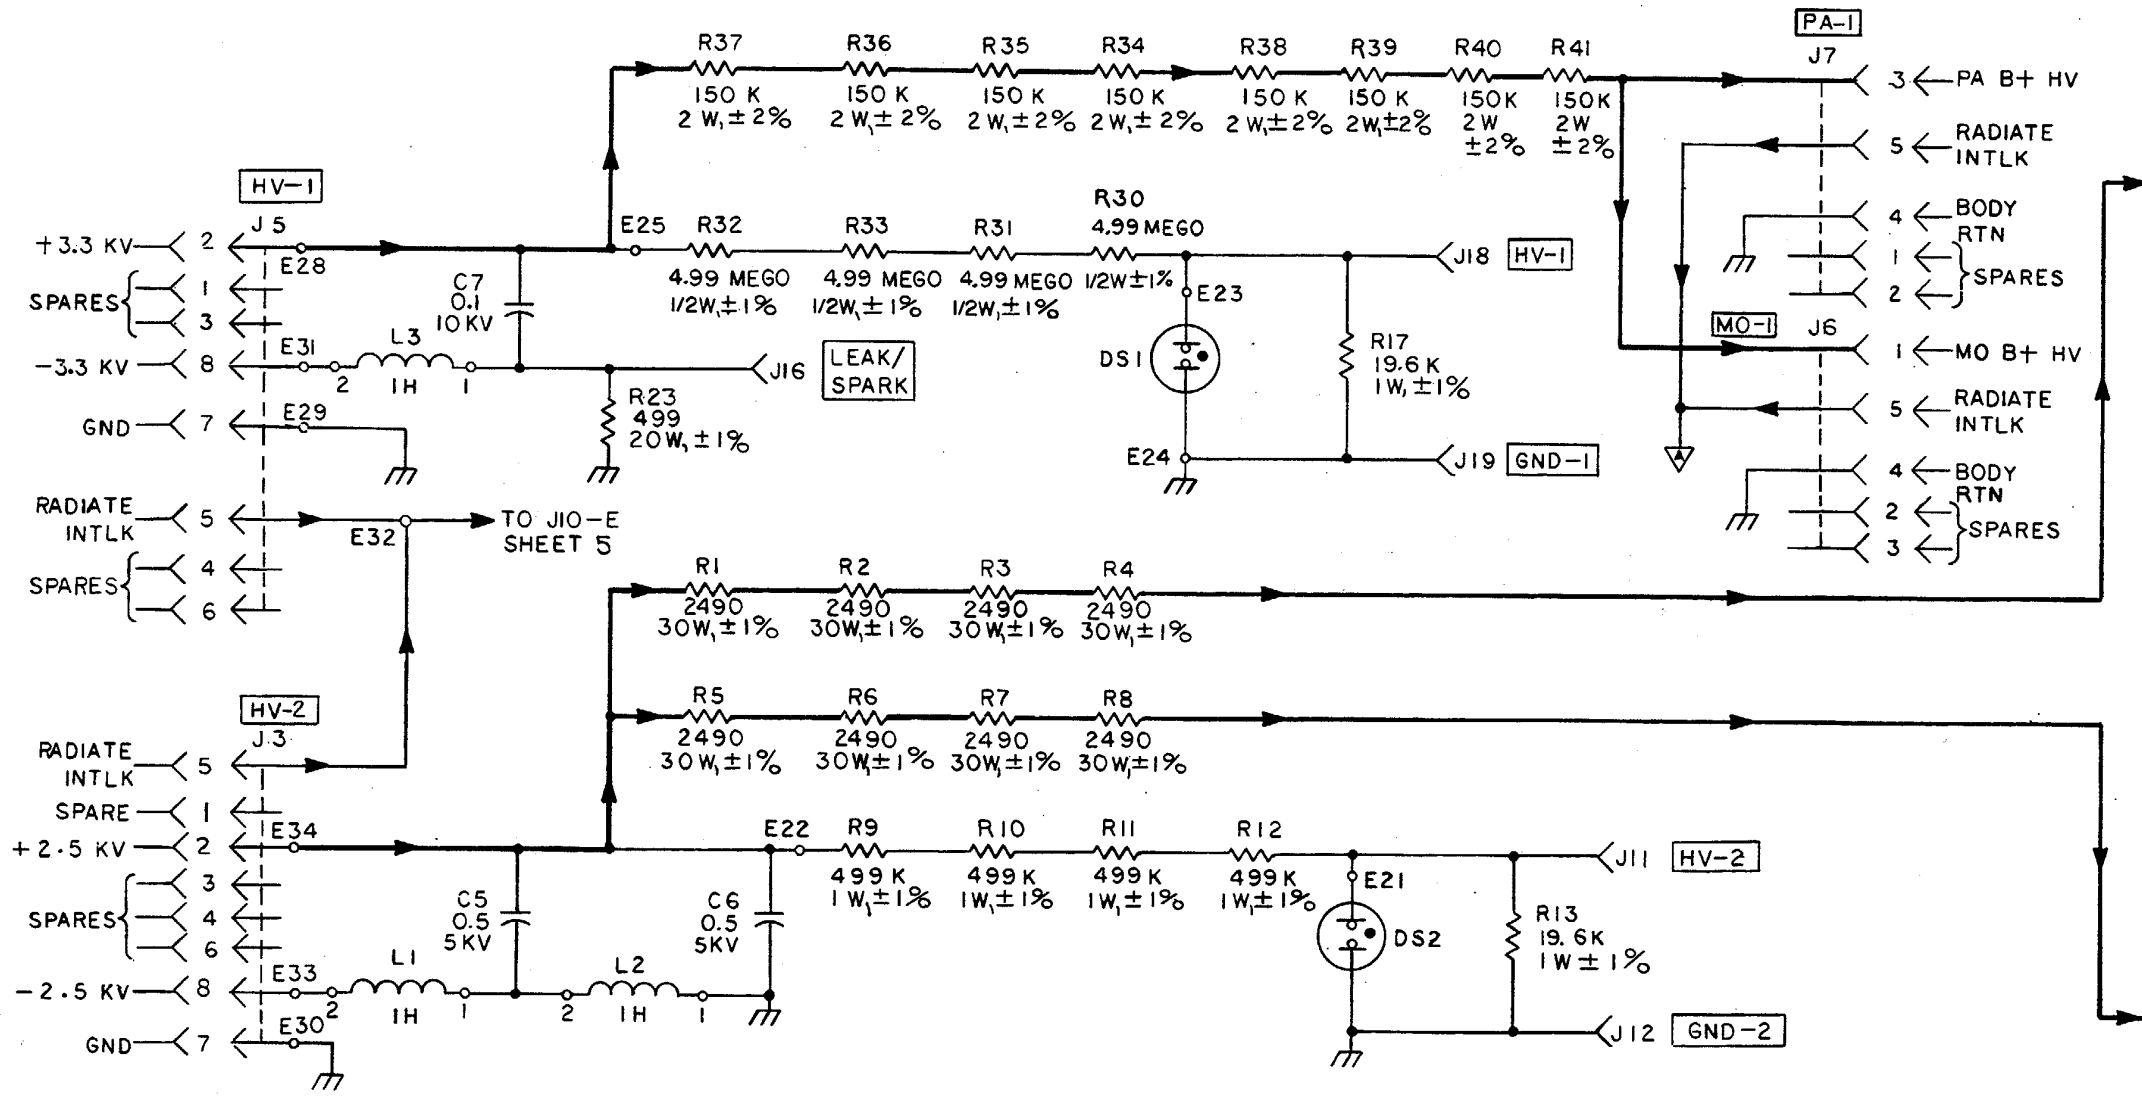 PA-1
J7
R37
R36
R35
R34
R38
R39
R40
R41
150 K
2 W, ± 2%
150 K
2 W, ± 2%
150 K
2 W, ± 2%
150 K
2 W, ± 2%
150 K
2 W, ± 2%
150 K
2W, ±2%
150K
2W
±2%
150K
2W
±2%
3
PA B+ HV
5
RADIATE
INTLK
4
BODY
RTN
1
2
SPARES
HV-1
J5
+3.3 KV
2
E28
SPARES
1
3
-3.3 KV
8
E31
2
L3
1H
1
GND
7
E29
RADIATE
INTLK
5
E32
TO J10-E
SHEET 5
SPARES
4
6
C7
0.1
10 KV
E25
R32
4.99 MEGO
1/2W, ± 1%
R33
4.99 MEGO
1/2W, ± 1%
R31
4.99 MEGO
1/2W, ± 1%
R30
4.99 MEGO
1/2W ± 1%
J18
HV-1
E23
DS1
E24
R17
19.6 K
1W, ±1%
J19
GND-1
J16
LEAK/
SPARK
R23
499
20W, ± 1%
MO-1
J6
1
MO B+ HV
5
RADIATE
INTLK
A
4
BODY
RTN
2
3
SPARES
R1
2490
30W, ± 1%
R2
2490
30W, ± 1%
R3
2490
30W, ± 1%
R4
2490
30W, ± 1%
R5
2490
30W, ± 1%
R6
2490
30W, ± 1%
R7
2490
30W, ± 1%
R8
2490
30W, ± 1%
HV-2
J3
RADIATE
INTLK
5
SPARE
1
+ 2.5 KV
2
E34
SPARES
3
4
6
- 2.5 KV
8
E33
2
L1
1H
1
2
L2
1H
1
GND
7
E30
C5
0.5
5KV
C6
0.5
5KV
E22
R9
499 K
1W, ± 1%
R10
499 K
1W, ± 1%
R11
499 K
1W, ± 1%
R12
499K
1W, ± 1%
J11
HV-2
E21
DS2
R13
19.6K
1W ± 1%
J12
GND-2